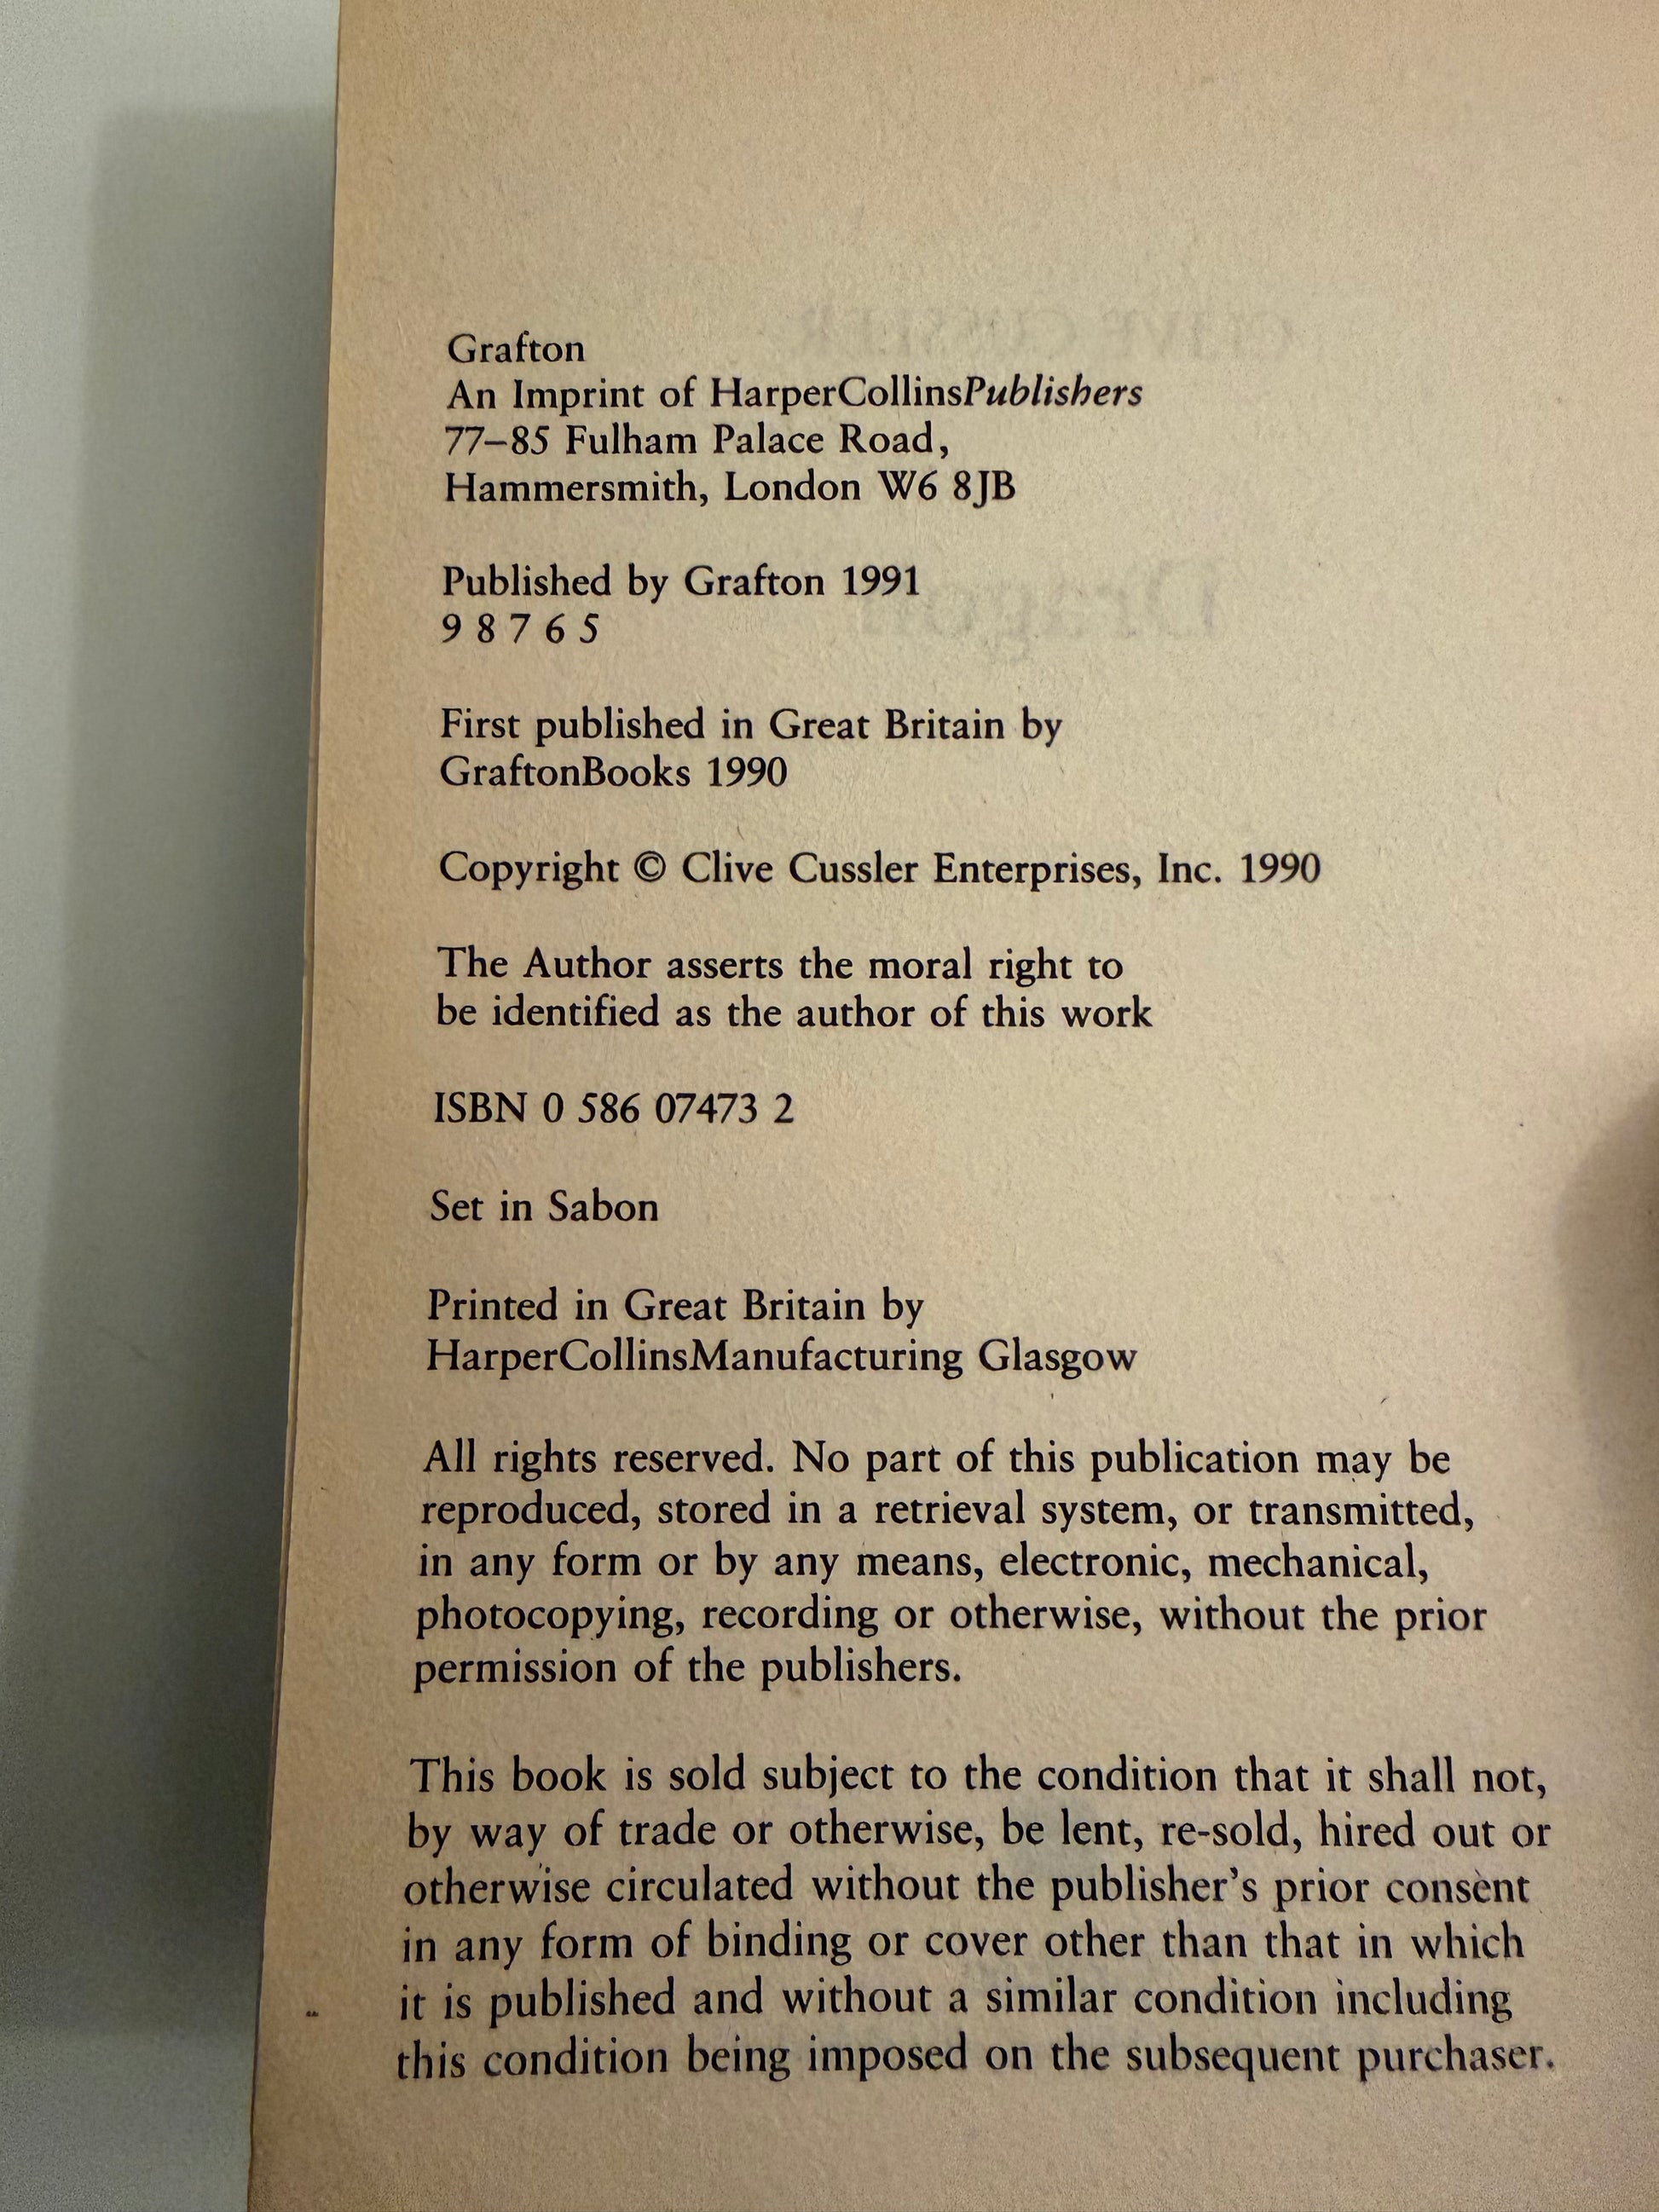 Grafton
An Imprint of HarperCollinsPublishers
77–85 Fulham Palace Road,
Hammersmith, London W6 8JB
Published by Grafton 1991
9 8 7 6 5
First published in Great Britain by
GraftonBooks 1990
Copyright © Clive Cussler Enterprises, Inc. 1990
The Author asserts the moral right to
be identified as the author of this work
ISBN 0 586 07473 2
Set in Sabon
Printed in Great Britain by
HarperCollinsManufacturing Glasgow
All rights reserved. No part of this publication may be
reproduced, stored in a retrieval system, or transmitted,
in any form or by any means, electronic, mechanical,
photocopying, recording or otherwise, without the prior
permission of the publishers.
This book is sold subject to the condition that it shall not,
by way of trade or otherwise, be lent, re-sold, hired out or
otherwise circulated without the publisher's prior consent
in any form of binding or cover other than that in which
it is published and without a similar condition including
this condition being imposed on the subsequent purchaser.